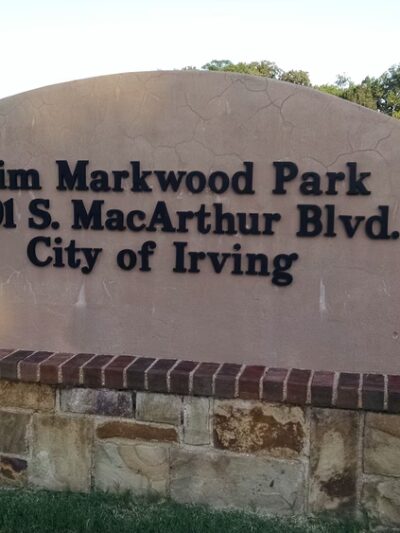 im Markwood Park
01 S. MacArthur Blvd.
City of Irving